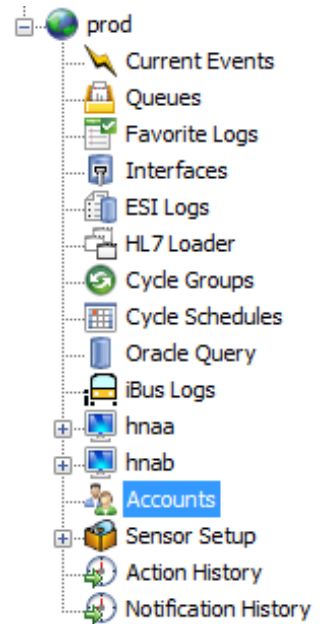 prod
Current Events
Queues
Favorite Logs
Interfaces
ESI Logs
HL7 Loader
Cycle Groups
Cycle Schedules
Oracle Query
iBus Logs
hnaa
hnab
Accounts
Sensor Setup
Action History
Notification History